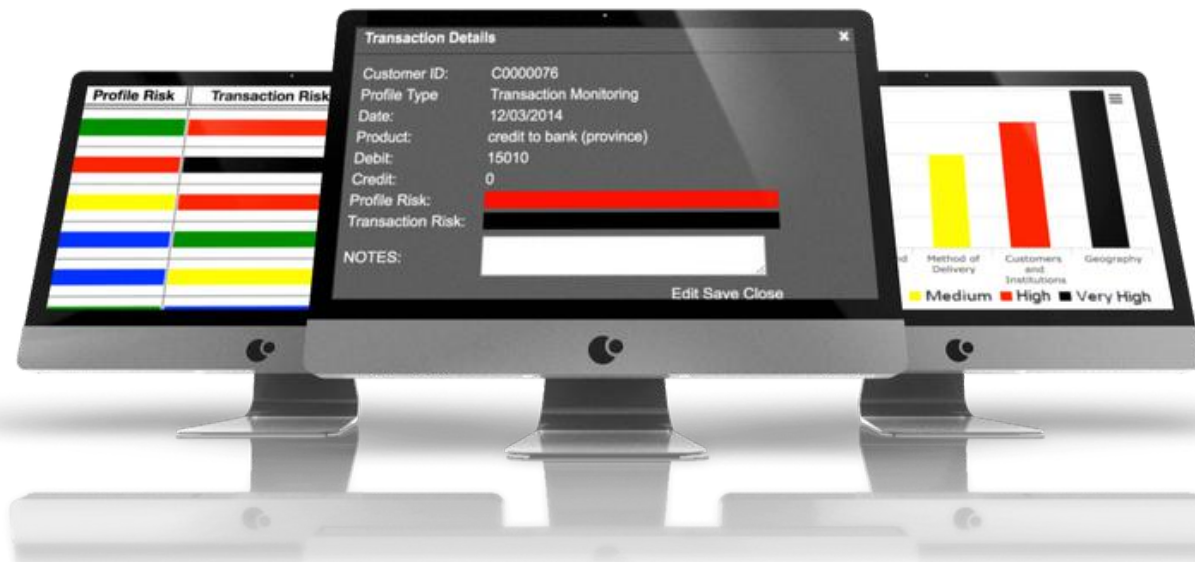 Profile Risk Transaction Risk
Transaction Details
Customer ID: C0000076
Profile Type Transaction Monitoring
Date: 12/03/2014
Product: credit to bank (province)
Debit: 15010
Credit: 0
Profile Risk:
Transaction Risk:
NOTES:
Edit Save Close
Method of
Delivery
Customers
and
Institutions
Geography
Medium High Very High